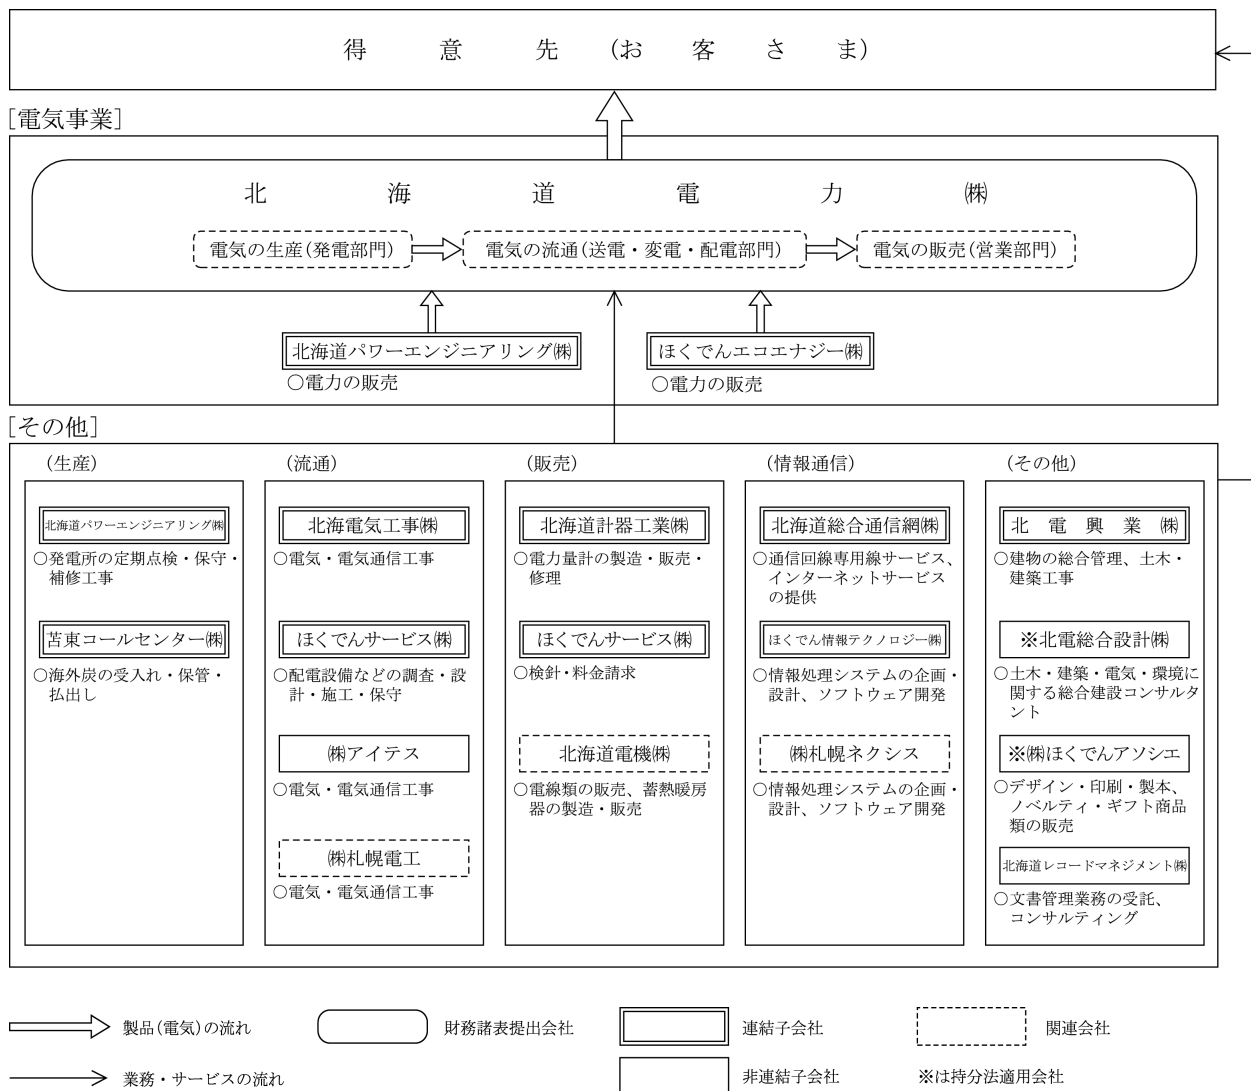 得意先(お客さま)
[電気事業]
北海道電力㈱
電気の生産(発電部門)
電気の流通(送電・変電・配電部門)
電気の販売(営業部門)
北海道パワーエンジニアリング㈱
○電力の販売
ほくでんエコエナジー㈱
○電力の販売
[その他]
(生産)
北海道パワーエンジニアリング㈱
○発電所の定期点検・保守・
補修工事
苫東コールセンター㈱
○海外炭の受入れ・保管・
払出し
(流通)
北海電気工事㈱
○電気・電気通信工事
ほくでんサービス㈱
○配電設備などの調査・設
計・施工・保守
㈱アイテス
○電気・電気通信工事
㈱札幌電工
○電気・電気通信工事
(販売)
北海道計器工業㈱
○電力量計の製造・販売・
修理
ほくでんサービス㈱
○検針・料金請求
北海道電機㈱
○電線類の販売、蓄熱暖房
器の製造・販売
(情報通信)
北海道総合通信網㈱
○通信回線専用線サービス、
インターネットサービス
の提供
ほくでん情報テクノロジー㈱
○情報処理システムの企画・
設計、ソフトウェア開発
㈱札幌ネクシス
○情報処理システムの企画・
設計、ソフトウェア開発
(その他)
北電興業㈱
○建物の総合管理、土木・
建築工事
※北電総合設計㈱
○土木・建築・電気・環境に
関する総合建設コンサルタ
ント
※㈱ほくでんアソシエ
○デザイン・印刷・製本、
ノベルティ・ギフト商品
類の販売
北海道レコードマネジメント㈱
○文書管理業務の受託、
コンサルティング
製品(電気)の流れ
財務諸表提出会社
連結子会社
関連会社
業務・サービスの流れ
非連結子会社
※は持分法適用会社